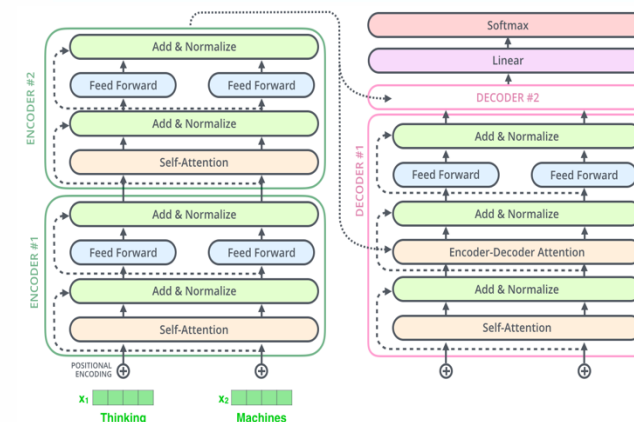 ENCODER #2
Add & Normalize
Feed Forward
Feed Forward
Add & Normalize
Self-Attention
ENCODER #1
Add & Normalize
Feed Forward
Feed Forward
Add & Normalize
Self-Attention
POSITIONAL
ENCODING
x₁
x₂
Thinking
Machines
Softmax
Linear
DECODER #2
DECODER #1
Add & Normalize
Feed Forward
Feed Forward
Add & Normalize
Encoder-Decoder Attention
Add & Normalize
Self-Attention